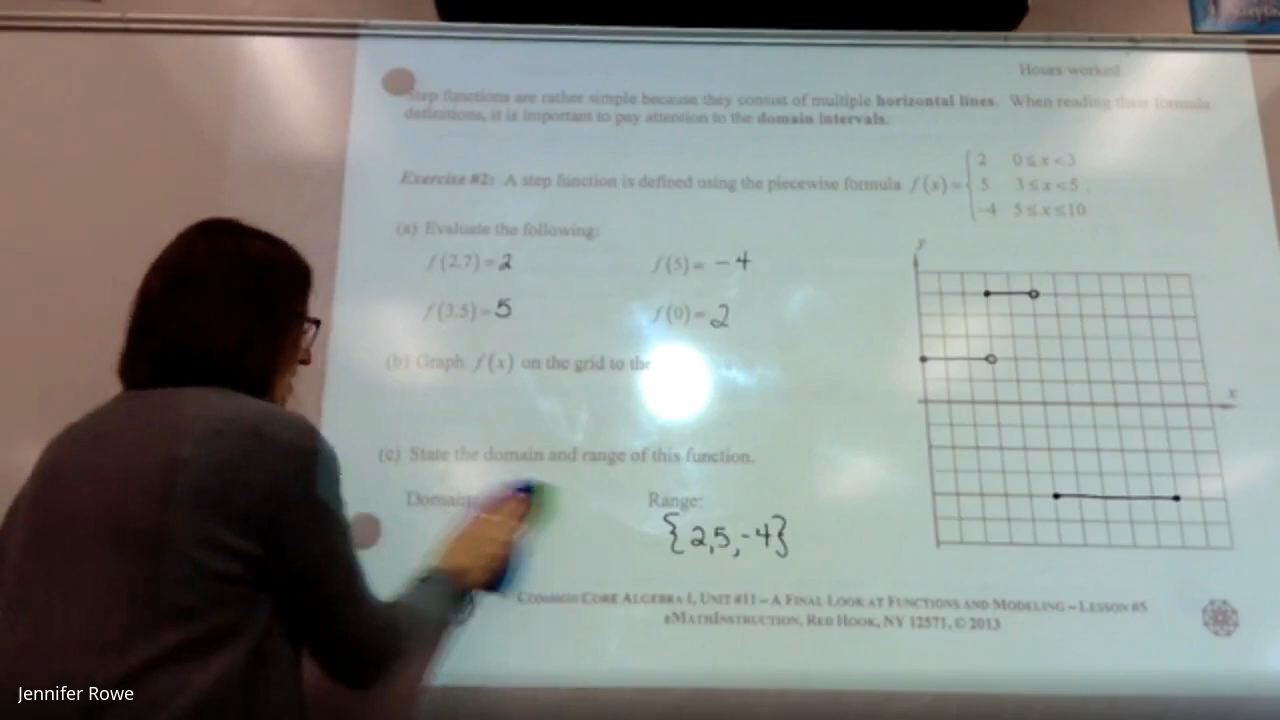 Hours worked
Step functions are rather simple because they consist of multiple horizontal lines. When reading their formula
definitions, it is important to pay attention to the domain intervals.
Exercise #2: A step function is defined using the piecewise formula f(x)= { 2 0≤x<3
5 3≤x<5 .
-4 5≤x≤10
(a) Evaluate the following:
f(2.7)=2 f(5)= -4
f(3.5)=5 f(0)=2
(b) Graph f(x) on the grid to the
(c) State the domain and range of this function.
Domain: Range:
{2,5,-4}
y
x
COMMON CORE ALGEBRA I, UNIT #11 – A FINAL LOOK AT FUNCTIONS AND MODELING – LESSON #5
eMATHINSTRUCTION, RED HOOK, NY 12571, © 2013
Jennifer Rowe